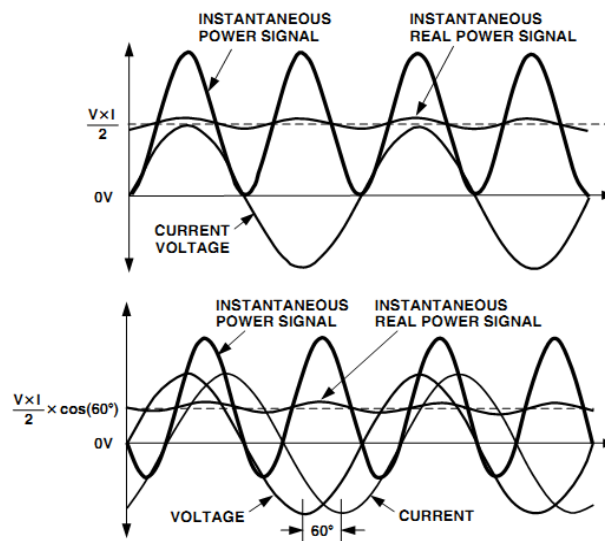 INSTANTANEOUS
POWER SIGNAL
INSTANTANEOUS
REAL POWER SIGNAL
V×I
2
0V
CURRENT
VOLTAGE
INSTANTANEOUS
POWER SIGNAL
INSTANTANEOUS
REAL POWER SIGNAL
V×I
2 × cos(60°)
0V
VOLTAGE
CURRENT
60°